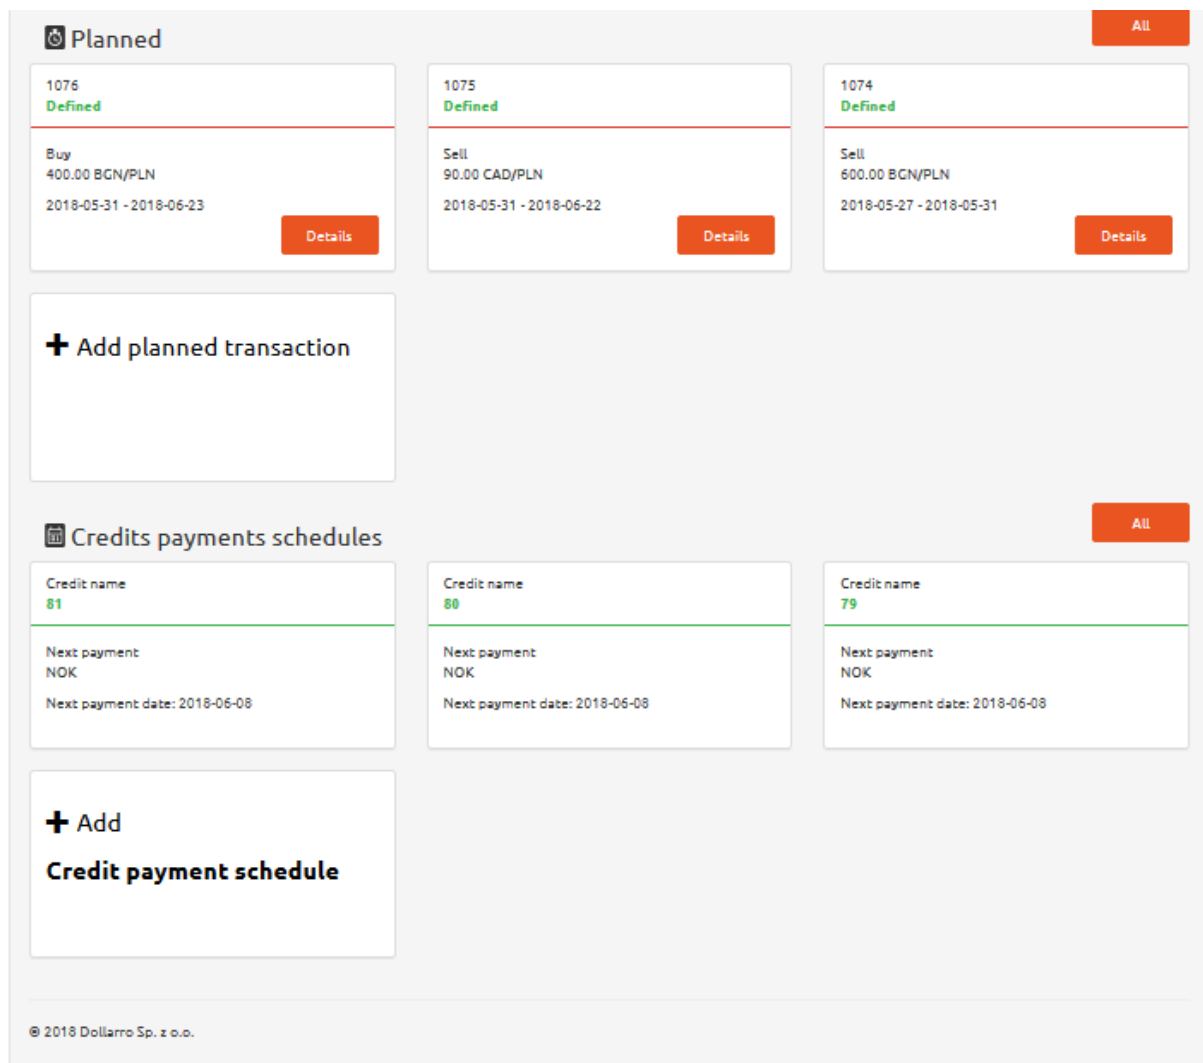 Planned
All
1076
Defined
Buy
400.00 BGN/PLN
2018-05-31 - 2018-06-23
Details
1075
Defined
Sell
90.00 CAD/PLN
2018-05-31 - 2018-06-22
Details
1074
Defined
Sell
600.00 BGN/PLN
2018-05-27 - 2018-05-31
Details
Add planned transaction
Credits payments schedules
All
Credit name
81
Next payment
NOK
Next payment date: 2018-06-08
Credit name
80
Next payment
NOK
Next payment date: 2018-06-08
Credit name
79
Next payment
NOK
Next payment date: 2018-06-08
Add
Credit payment schedule
© 2018 Dollarro Sp. z o.o.